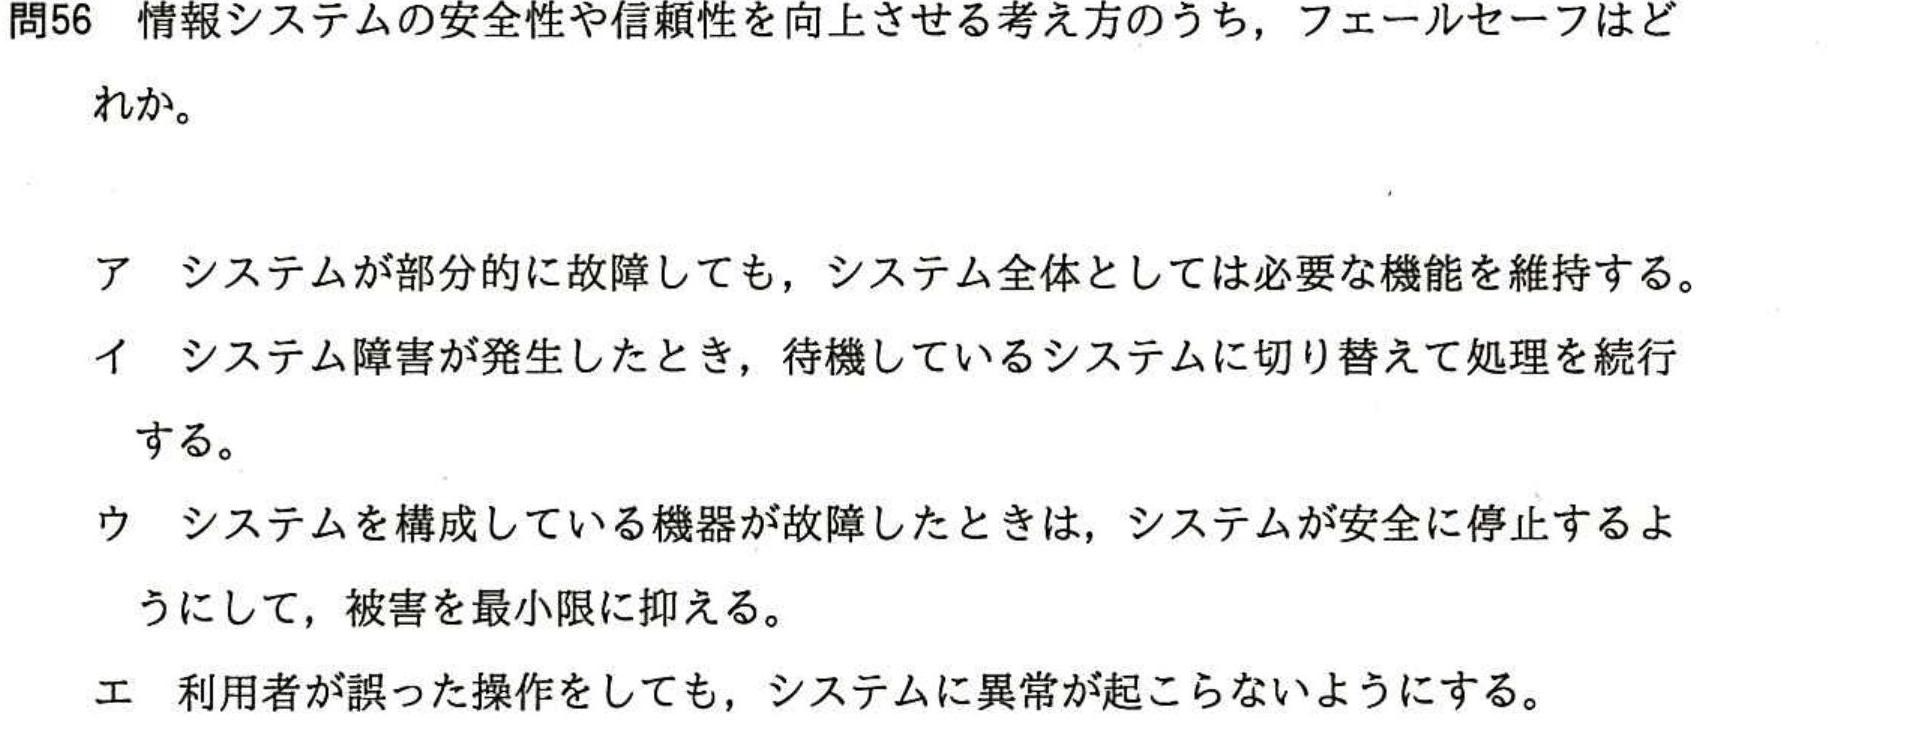 問56 情報システムの安全性や信頼性を向上させる考え方のうち，フェールセーフはど
れか。
ア システムが部分的に故障しても，システム全体としては必要な機能を維持する。
イ システム障害が発生したとき，待機しているシステムに切り替えて処理を続行
する。
ウ システムを構成している機器が故障したときは，システムが安全に停止するよ
うにして，被害を最小限に抑える。
エ 利用者が誤った操作をしても，システムに異常が起こらないようにする。